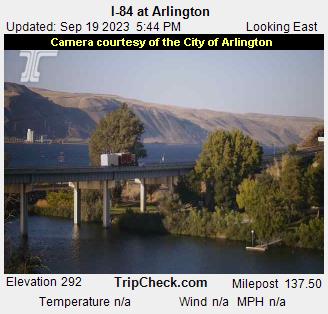 I-84 at Arlington
Updated: Sep 19 2023 5:44 PM Looking East
Camera courtesy of the City of Arlington
Elevation 292 TripCheck.com Milepost 137.50
Temperature n/a Wind n/a MPH n/a